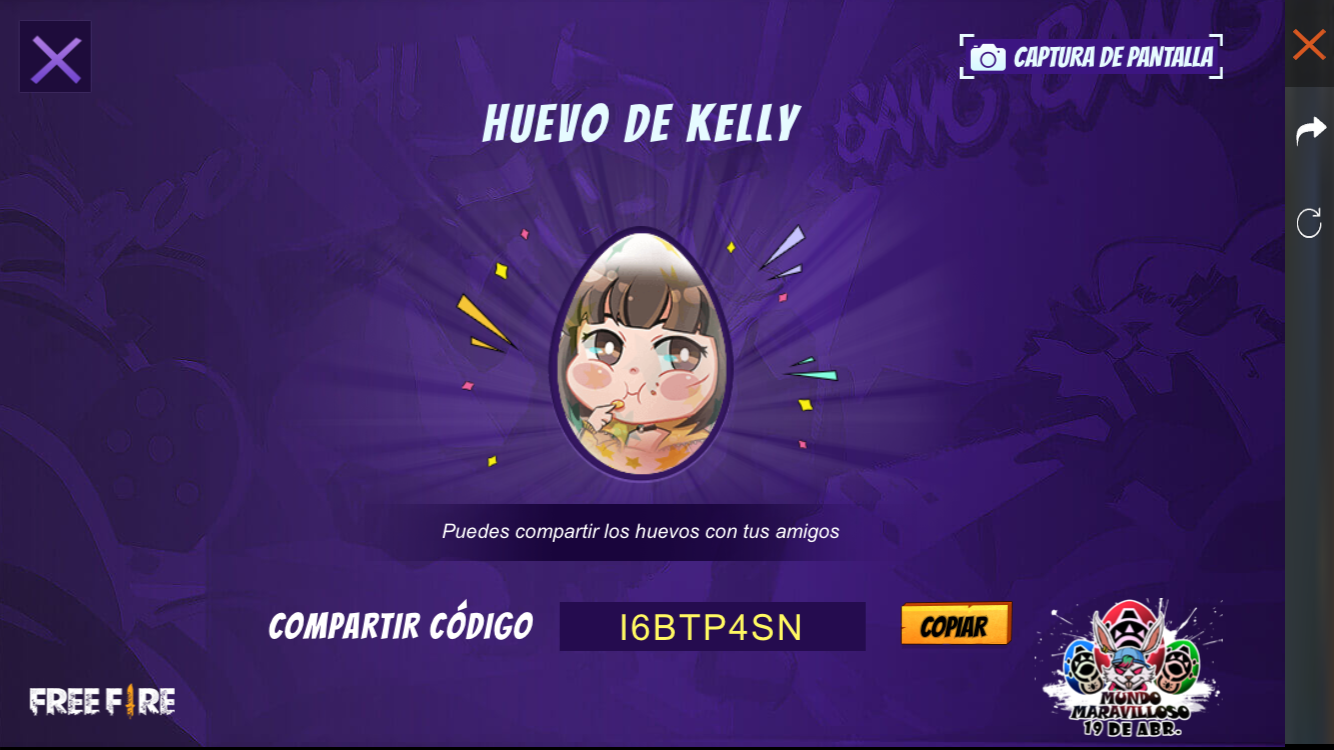 CAPTURA DE PANTALLA
HUEVO DE KELLY
Puedes compartir los huevos con tus amigos
COMPARTIR CÓDIGO
I6BTP4SN
COPIAR
FREE FIRE
MUNDO
MARAVILLOSO
19 DE ABR.